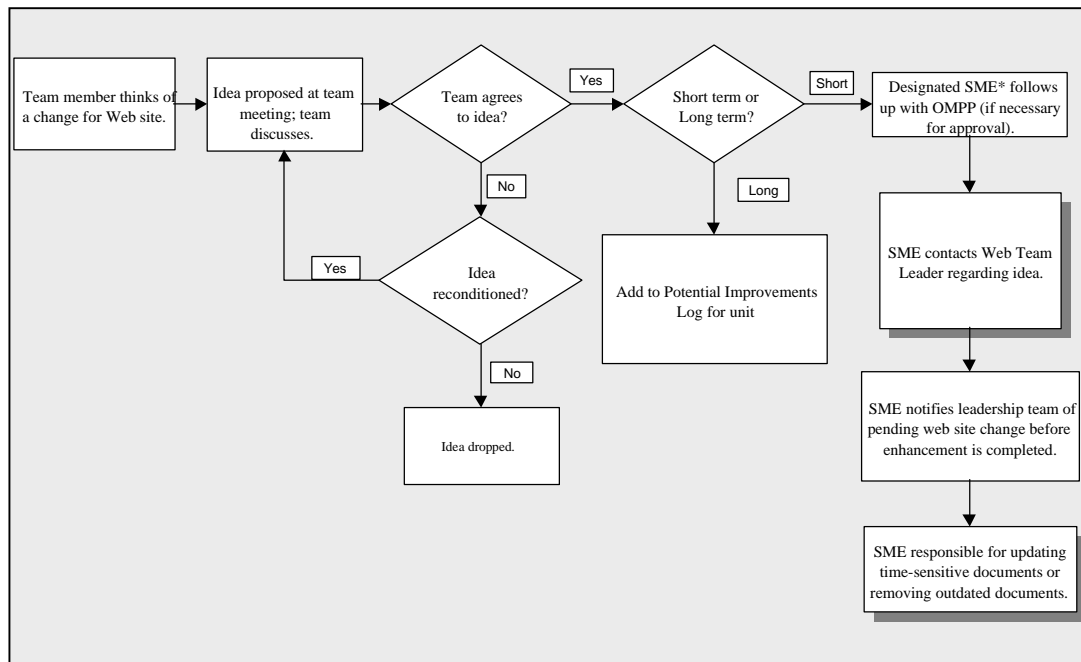 Team member thinks of
a change for Web site.
Idea proposed at team
meeting; team
discusses.
Team agrees
to idea?
Yes
Short term or
Long term?
Short
Designated SME* follows
up with OMPP (if necessary
for approval).
No
Long
SME contacts Web Team
Leader regarding idea.
Yes
Idea
reconditioned?
Add to Potential Improvements
Log for unit
No
Idea dropped.
SME notifies leadership team of
pending web site change before
enhancement is completed.
SME responsible for updating
time-sensitive documents or
removing outdated documents.